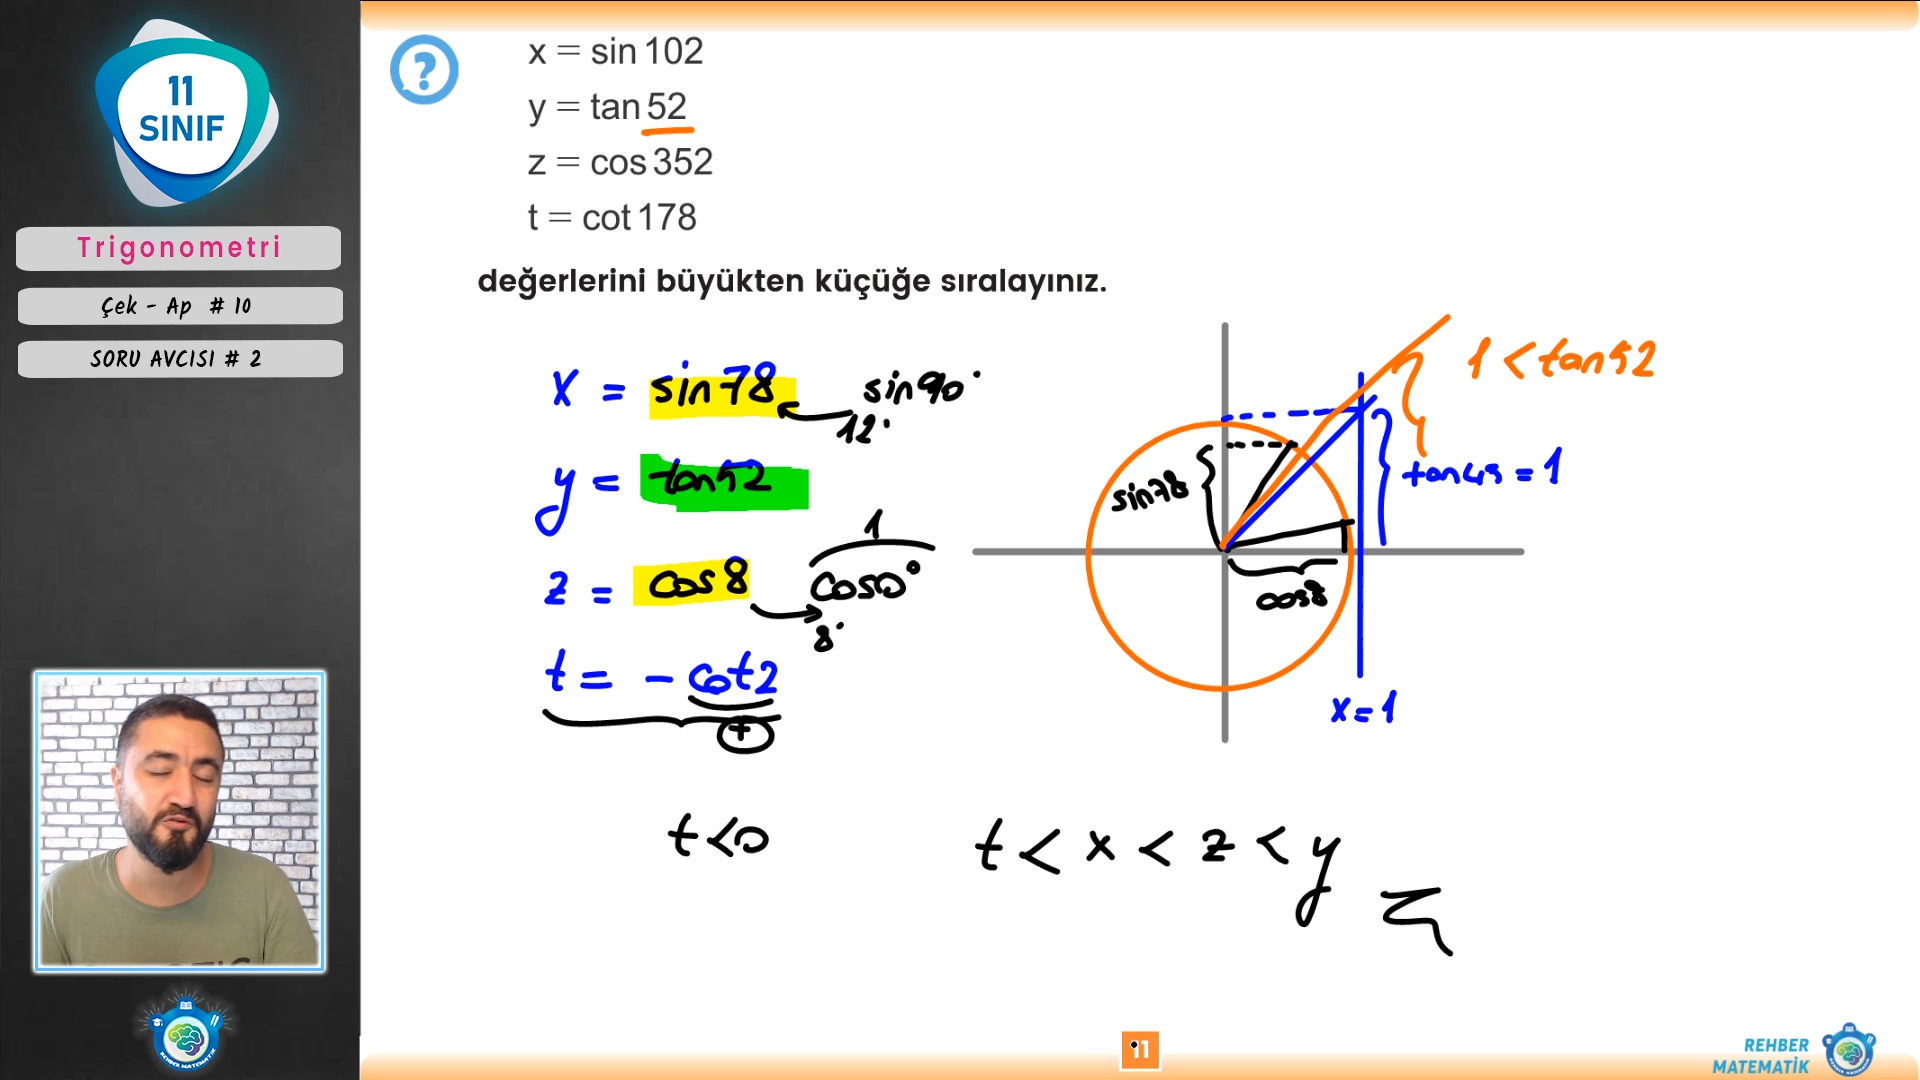 11
SINIF
Trigonometri
Çek - Ap # 10
SORU AVCISI # 2
x = sin 102
y = tan 52
z = cos 352
t = cot 178
değerlerini büyükten küçüğe sıralayınız.
x = sin78 sin90°
12°
y = tan52
1
z = cos8 cos0°
8°
t = - cot2
+
t<0
1 < tan52
tan45 = 1
sin78
cos8
x=1
t < x < z < y
11
REHBER
MATEMATİK
REHBER MATEMATİK